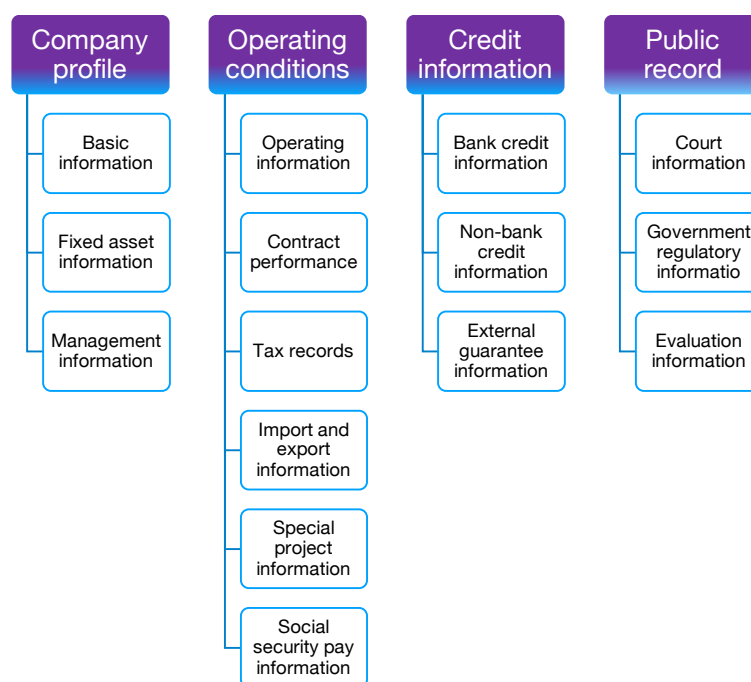 Company
profile
Basic
information
Fixed asset
information
Management
information
Operating
conditions
Operating
information
Contract
performance
Tax records
Import and
export
information
Special
project
information
Social
security pay
information
Credit
information
Bank credit
information
Non-bank
credit
information
External
guarantee
information
Public
record
Court
information
Government
regulatory
informatio
Evaluation
information